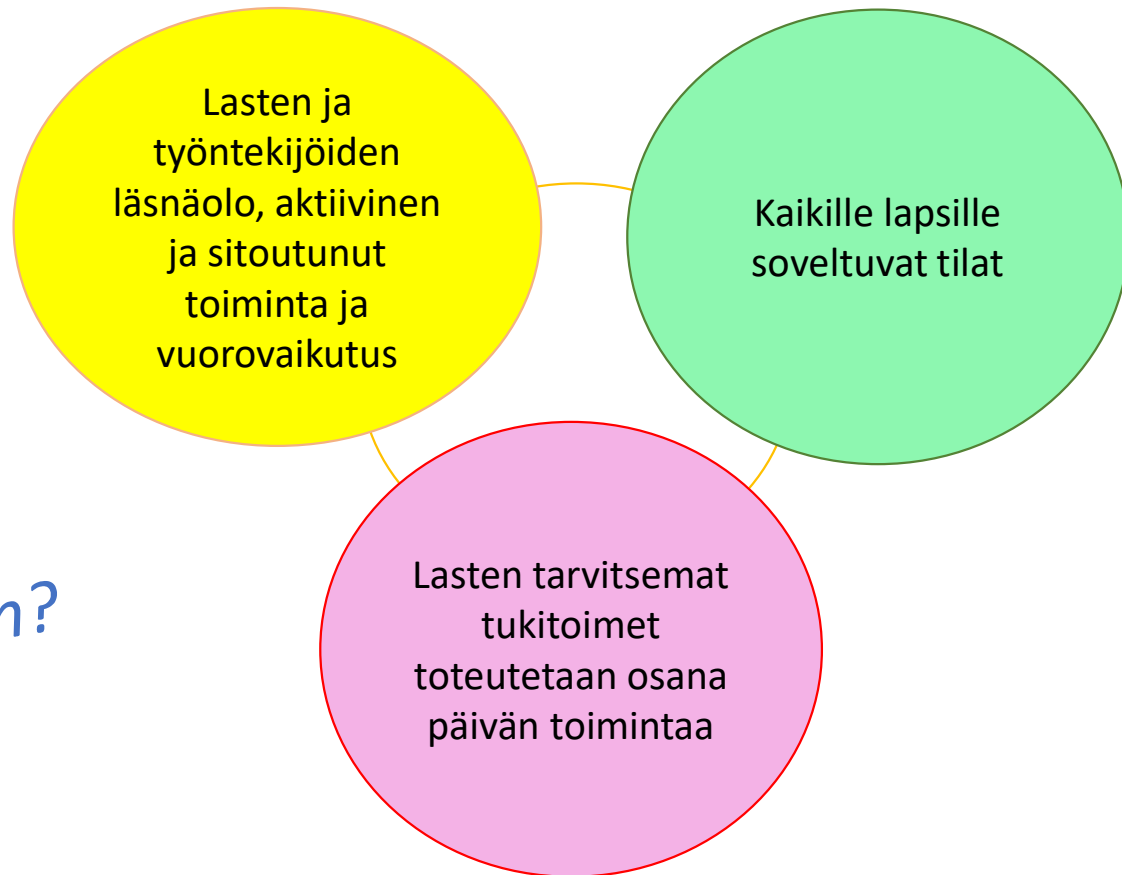 Lasten ja
työntekijöiden
läsnäolo, aktiivinen
ja sitoutunut
toiminta ja
vuorovaikutus
Kaikille lapsille
soveltuvat tilat
Lasten tarvitsemat
tukitoimet
toteutetaan osana
päivän toimintaa